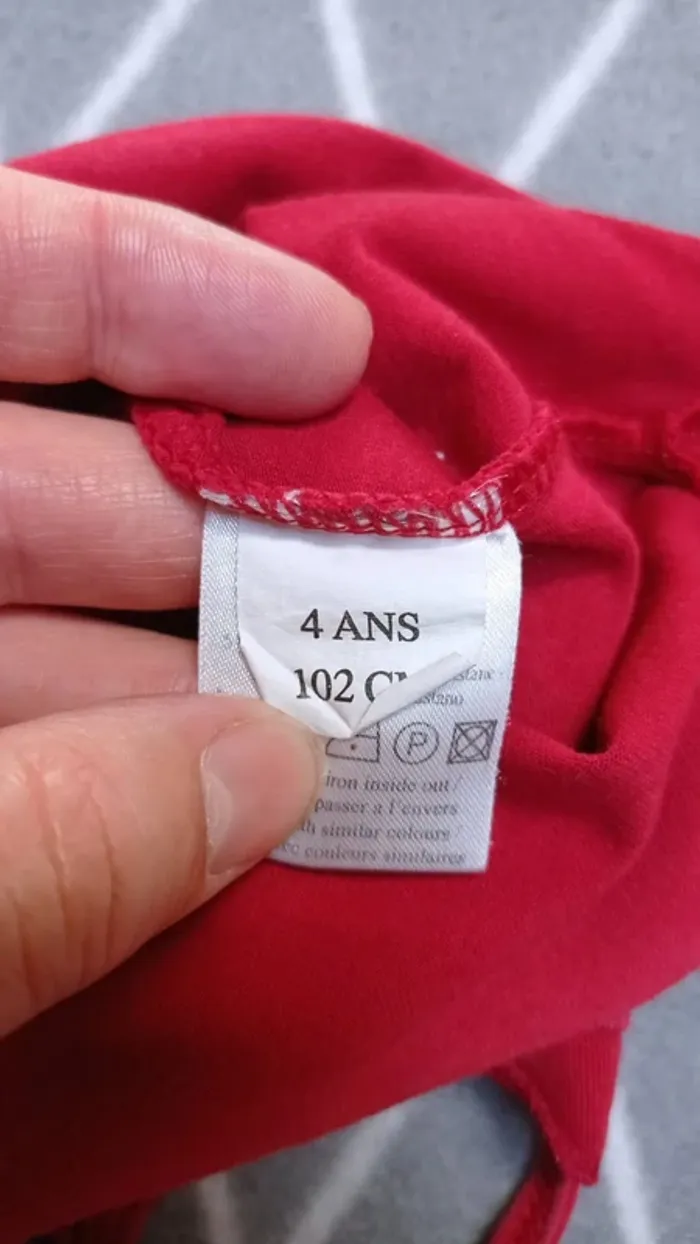 4 ANS
102 C
P
iron inside out /
passer a l'envers
similar colours /
couleurs similaires